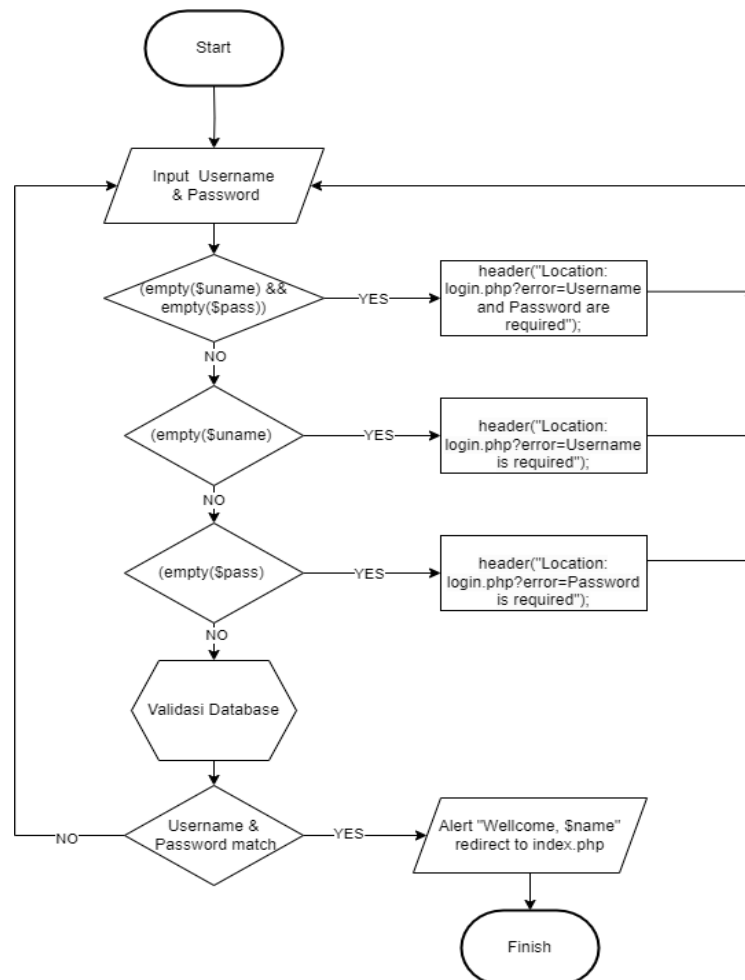 Start
Input Username
& Password
(empty($uname) &&
empty($pass))
YES
header("Location:
login.php?error=Username
and Password are
required");
NO
(empty($uname)
YES
header("Location:
login.php?error=Username
is required");
NO
(empty($pass)
YES
header("Location:
login.php?error=Password
is required");
NO
Validasi Database
Username &
Password match
NO
YES
Alert "Wellcome, $name"
redirect to index.php
Finish